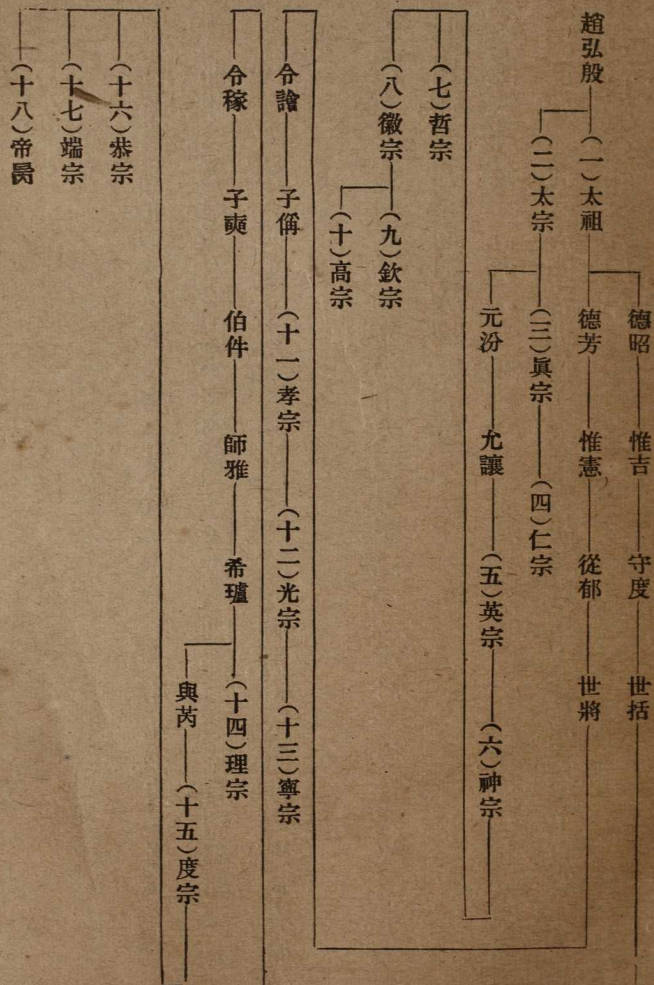 德昭 惟吉 守度 世括
趙弘殷 (一)太祖 德芳 惟憲 從郁 世將
(二)太宗 (三)眞宗 (四)仁宗
元汾 允讓 (五)英宗 (六)神宗
(七)哲宗
(八)徽宗 (九)欽宗
(十)高宗
令譮 子偁 (十一)孝宗 (十二)光宗 (十三)寧宗
令稼 子奭 伯件 師雅 希瓐 (十四)理宗
與芮 (十五)度宗
(十六)恭宗
(十七)端宗
(十八)帝昺